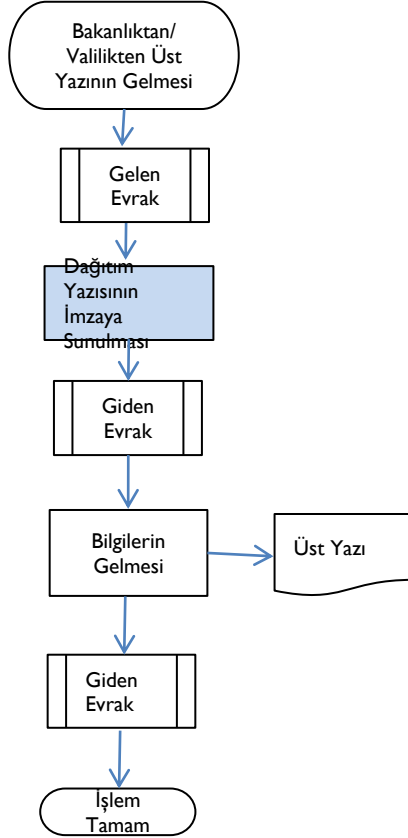 Bakanlıktan/
Valilikten Üst
Yazının Gelmesi
Gelen
Evrak
Dağıtım
Yazısının
İmzaya
Sunulması
Giden
Evrak
Bilgilerin
Gelmesi
Üst Yazı
Giden
Evrak
İşlem
Tamam